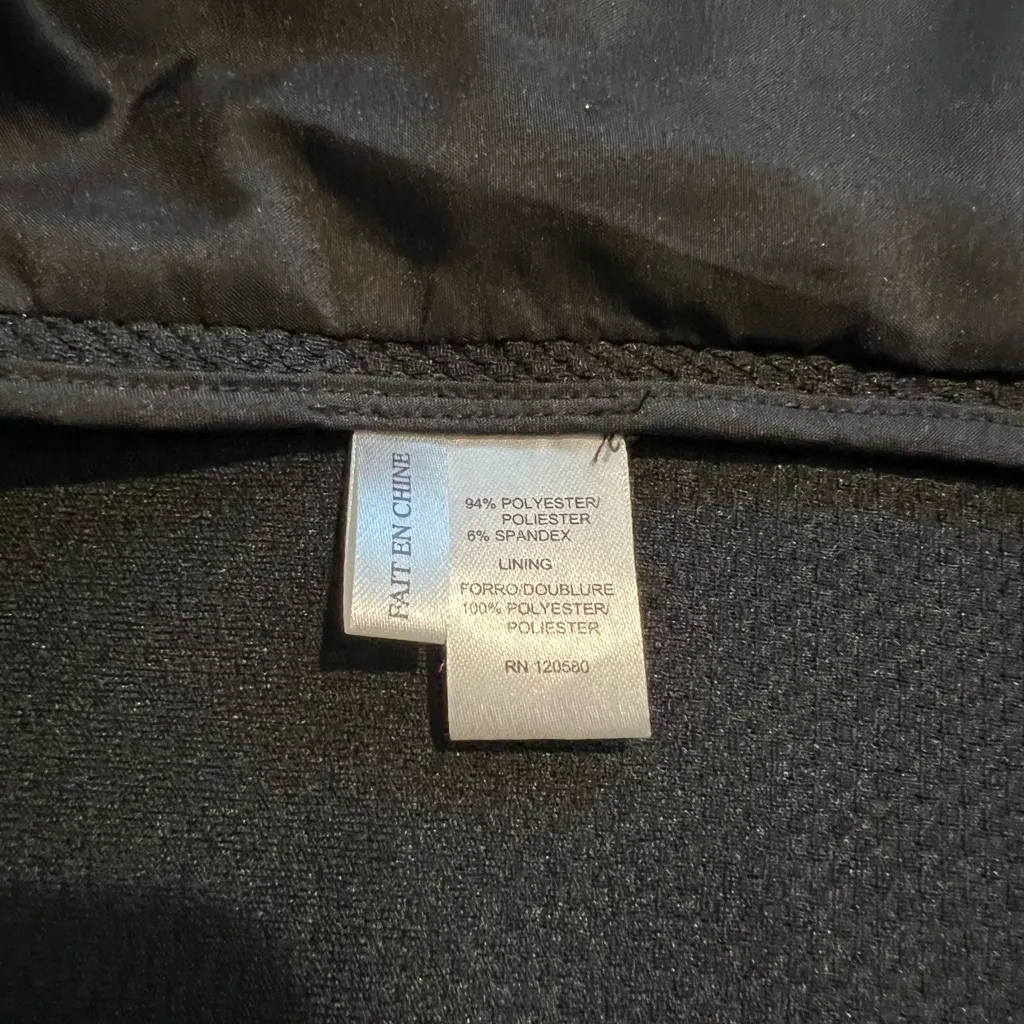 FAIT EN CHINE
94% POLYESTER/
POLIESTER
6% SPANDEX
LINING
FORRO/DOUBLURE
100% POLYESTER/
POLIESTER
RN 120580